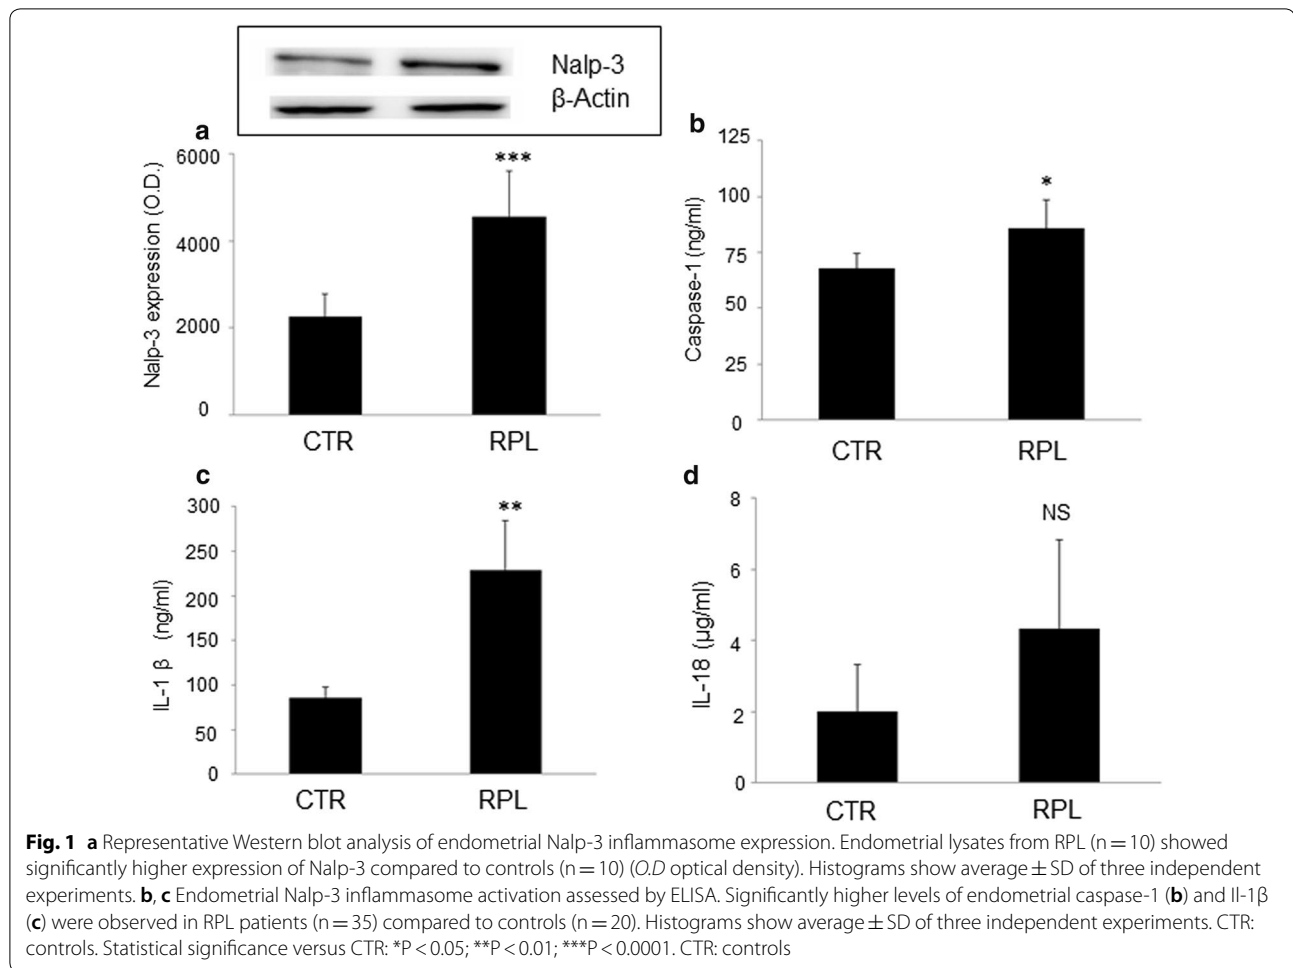 Nalp-3
β-Actin
a
Nalp-3 expression (O.D.)
6000
4000
2000
0
***
CTR
RPL
b
Caspase-1 (ng/ml)
125
100
75
50
25
0
*
CTR
RPL
c
IL-1 β (ng/ml)
300
250
200
150
100
50
0
**
CTR
RPL
d
IL-18 (µg/ml)
8
6
4
2
0
NS
CTR
RPL
Fig. 1 a Representative Western blot analysis of endometrial Nalp-3 inflammasome expression. Endometrial lysates from RPL (n = 10) showed
significantly higher expression of Nalp-3 compared to controls (n = 10) (O.D optical density). Histograms show average ± SD of three independent
experiments. b, c Endometrial Nalp-3 inflammasome activation assessed by ELISA. Significantly higher levels of endometrial caspase-1 (b) and Il-1β
(c) were observed in RPL patients (n = 35) compared to controls (n = 20). Histograms show average ± SD of three independent experiments. CTR:
controls. Statistical significance versus CTR: *P < 0.05; **P < 0.01; ***P < 0.0001. CTR: controls